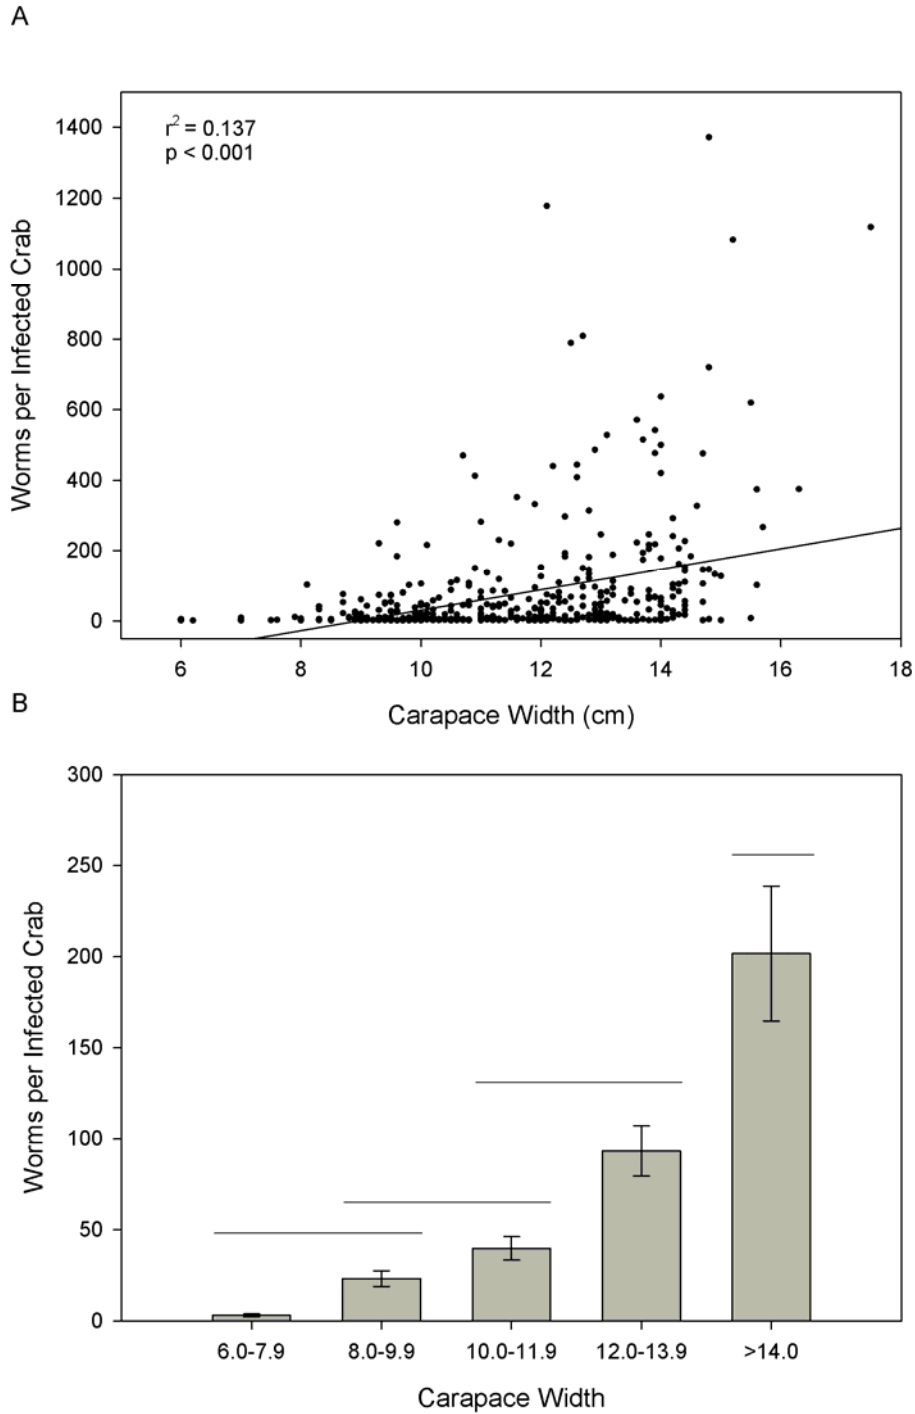 A
r² = 0.137
p < 0.001
1400
1200
1000
800
600
400
200
0
Worms per Infected Crab
6 8 10 12 14 16 18
Carapace Width (cm)
B
300
250
200
150
100
50
0
Worms per Infected Crab
6.0-7.9 8.0-9.9 10.0-11.9 12.0-13.9 >14.0
Carapace Width